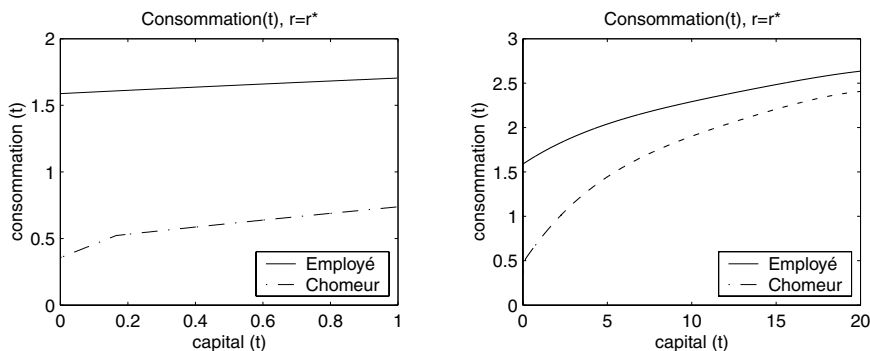 Consommation(t), r=r*
consommation (t)
2
1.5
1
0.5
0
0
0.2
0.4
0.6
0.8
1
capital (t)
Employé
Chomeur
Consommation(t), r=r*
consommation (t)
3
2.5
2
1.5
1
0.5
0
0
5
10
15
20
capital (t)
Employé
Chomeur